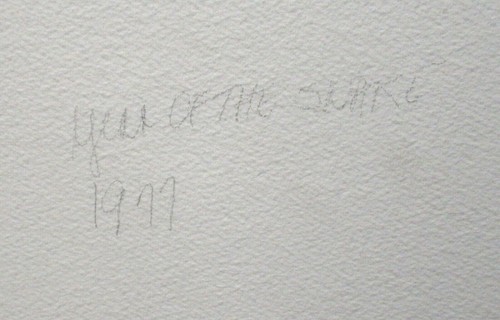 Year OF THE SNAKE
1977